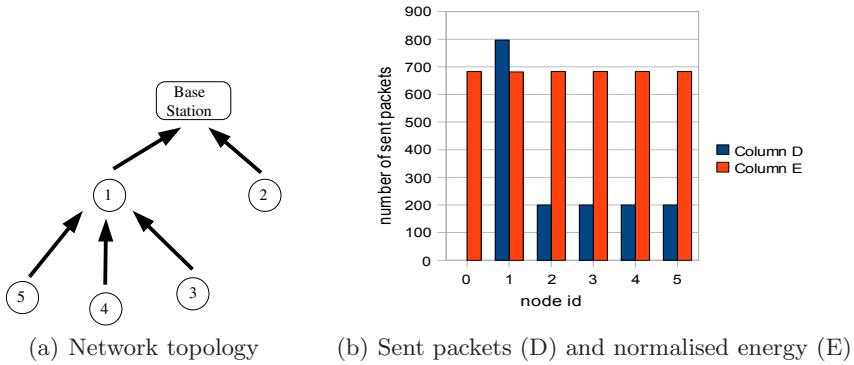 Base
Station
1
2
5
4
3
(a) Network topology
number of sent packets
900
800
700
600
500
400
300
200
100
0
0 1 2 3 4 5
node id
Column D
Column E
(b) Sent packets (D) and normalised energy (E)